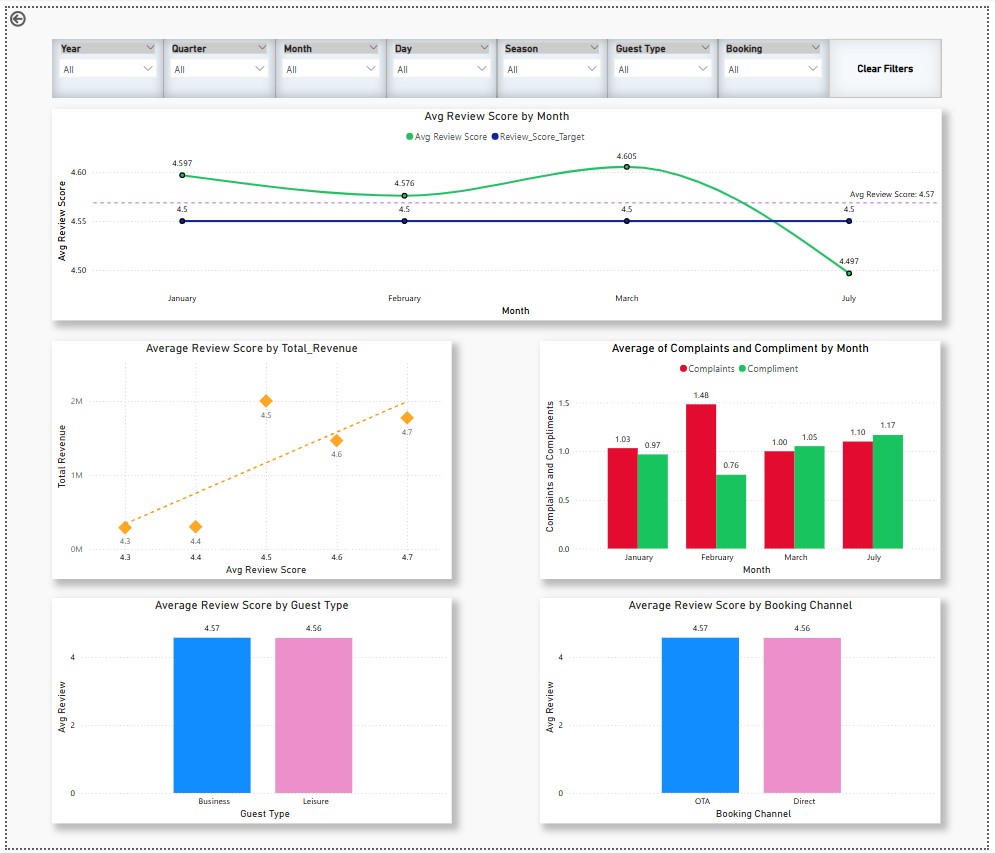 Year Quarter Month Day Season Guest Type Booking
All All All All All All All Clear Filters
Avg Review Score by Month
Avg Review Score Review_Score_Target
4.605
4.597
4.576
4.60
Avg Review Score: 4.57
4.5 4.5 4.5 4.5
4.55
4.497
4.50
Avg Review Score
January February March July
Month
Average Review Score by Total_Revenue
2M
4.5
4.7
4.6
1M
4.3 4.4
0M
Total Revenue
4.3 4.4 4.5 4.6 4.7
Avg Review Score
Average of Complaints and Compliment by Month
Complaints Compliment
1.5
1.48
1.03 0.97 0.76 1.00 1.05 1.10 1.17
1.0
0.5
0.0
Complaints and Compliments
January February March July
Month
Average Review Score by Guest Type
4.57 4.56
4
2
0
Avg Review
Business Leisure
Guest Type
Average Review Score by Booking Channel
4.57 4.56
4
2
0
Avg Review
OTA Direct
Booking Channel